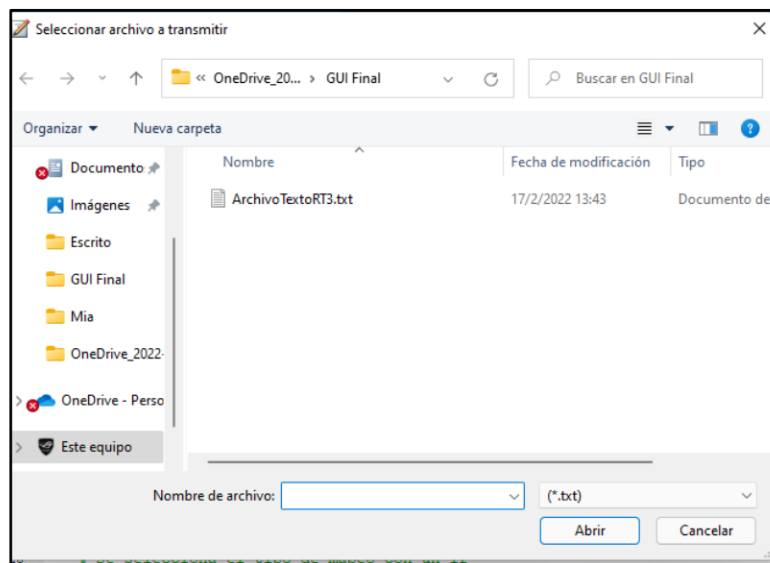 Seleccionar archivo a transmitir
« OneDrive_20... › GUI Final
Buscar en GUI Final
Organizar
Nueva carpeta
Nombre
Fecha de modificación
Tipo
Documento
Imágenes
Escrito
GUI Final
Mia
OneDrive_2022-
OneDrive - Perso
Este equipo
ArchivoTextoRT3.txt
17/2/2022 13:43
Documento de
Nombre de archivo:
(*.txt)
Abrir
Cancelar